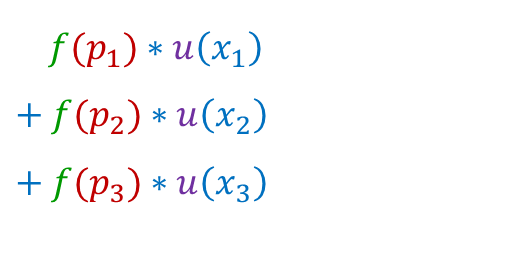 f(p₁) ∗ u(x₁)
+ f(p₂) ∗ u(x₂)
+ f(p₃) ∗ u(x₃)